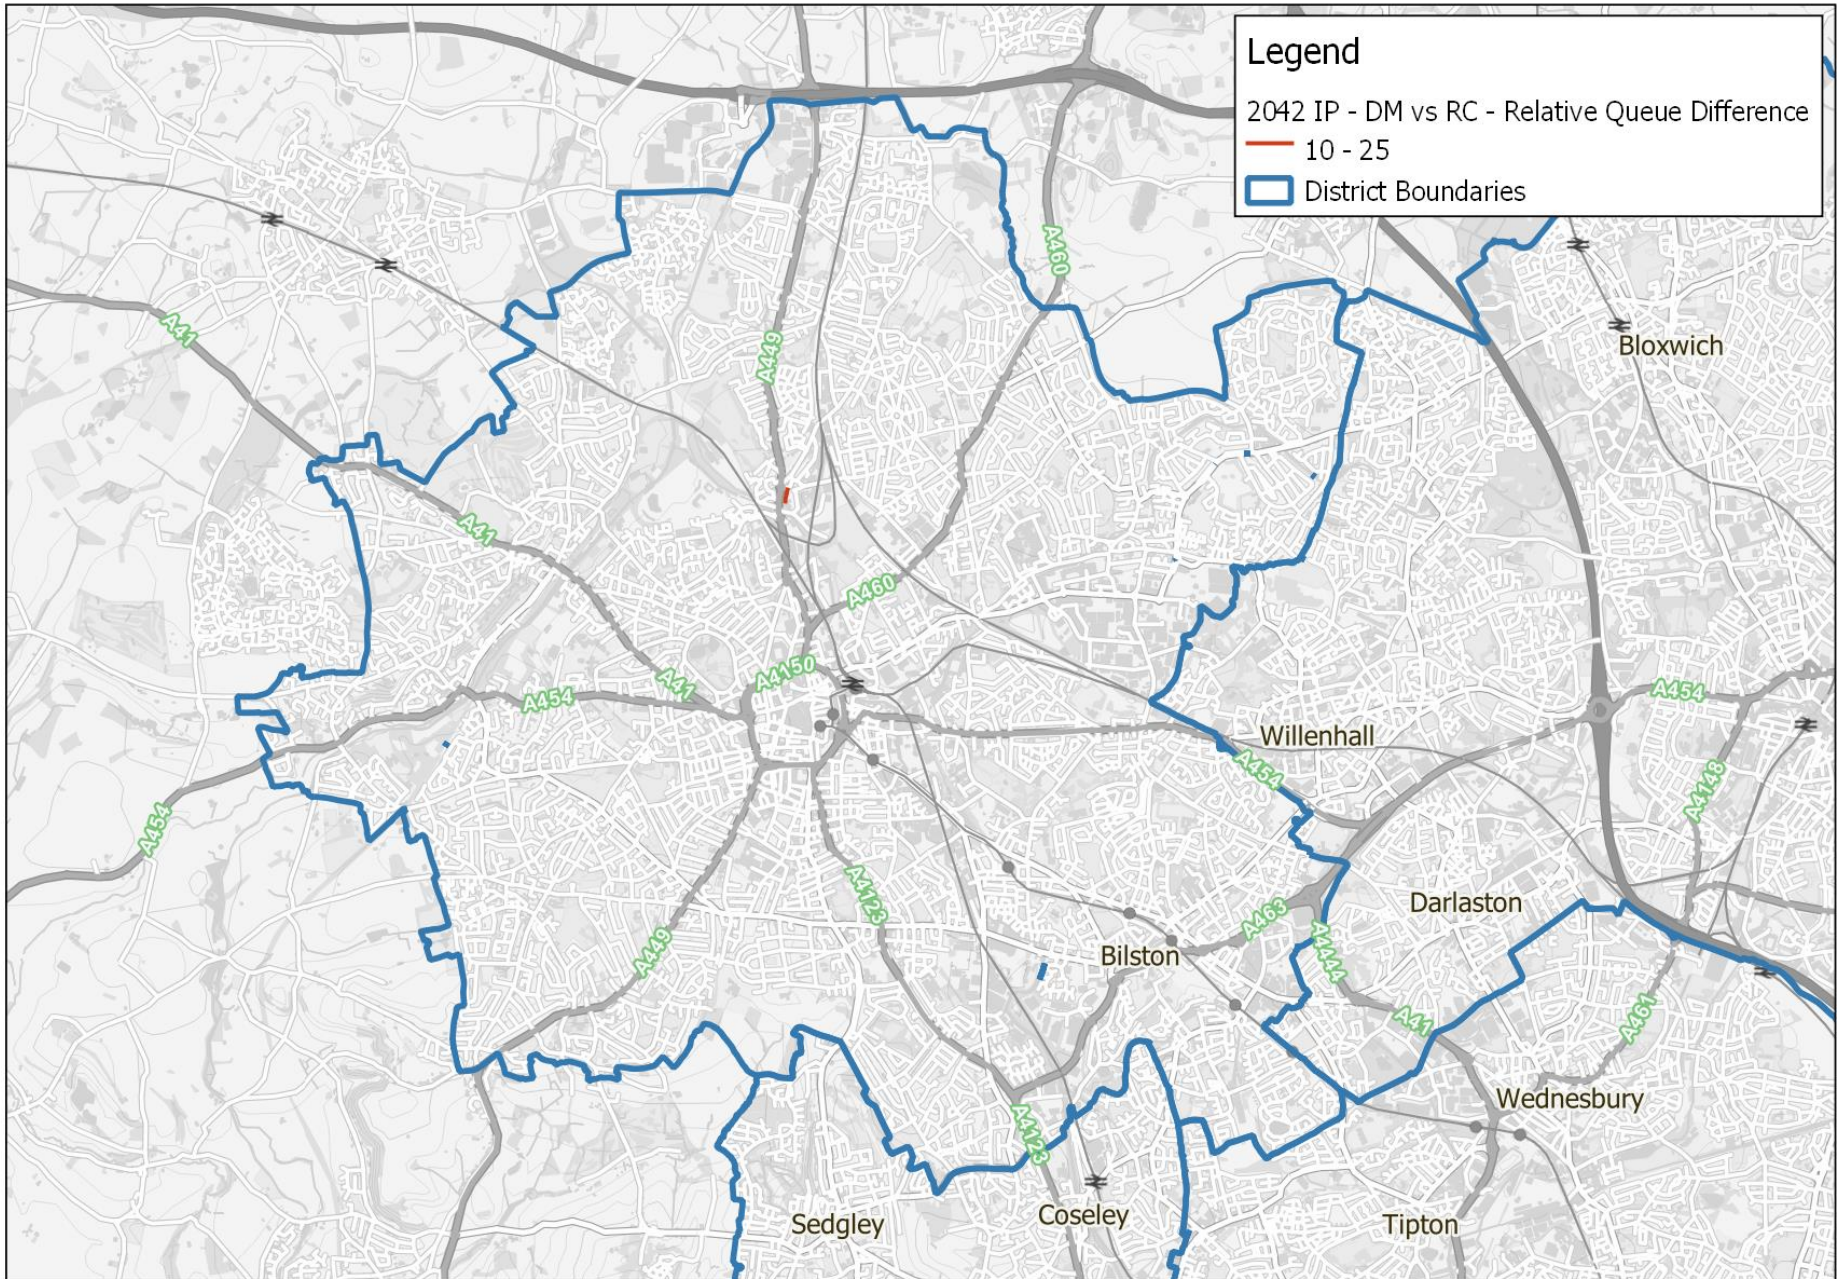 Legend
2042 IP - DM vs RC - Relative Queue Difference
10 - 25
District Boundaries
A460
A41
A449
Bloxwich
A41
A460
A4150
A41
A454
A454
Willenhall
A454
A4148
A454
A4123
Darlaston
A463
A449
Bilston
A4444
A41
A461
Wednesbury
A4123
Sedgley
Coseley
Tipton